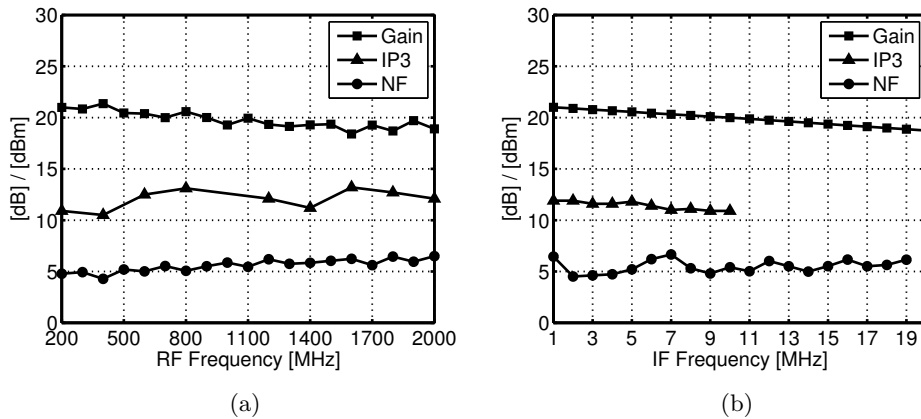 30
25
20
15
10
5
0
[dB] / [dBm]
Gain
IP3
NF
200 500 800 1100 1400 1700 2000
RF Frequency [MHz]
(a)
30
25
20
15
10
5
0
[dB] / [dBm]
Gain
IP3
NF
1 3 5 7 9 11 13 15 17 19
IF Frequency [MHz]
(b)